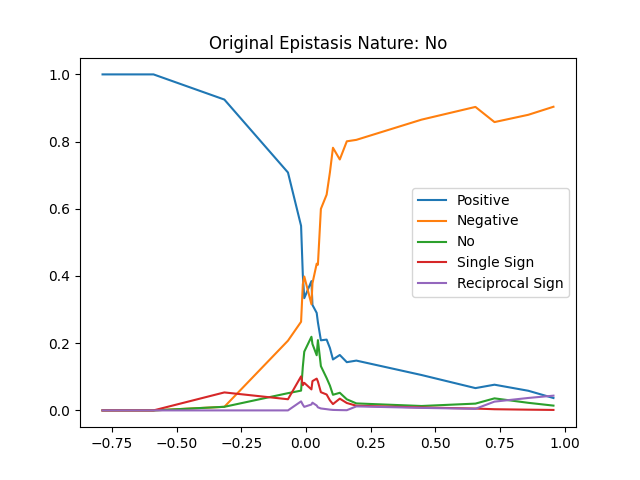 Original Epistasis Nature: No
1.0
0.8
0.6
0.4
0.2
0.0
Positive
Negative
No
Single Sign
Reciprocal Sign
−0.75 −0.50 −0.25 0.00 0.25 0.50 0.75 1.00